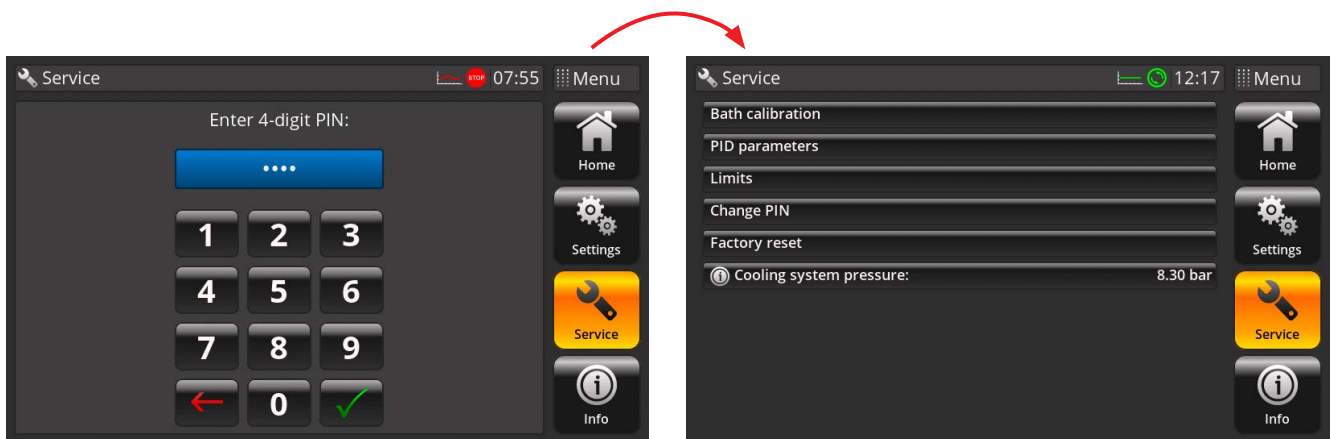 Service
STOP
07:55
Menu
Enter 4-digit PIN:
••••
1 2 3
4 5 6
7 8 9
0
Home
Settings
Service
Info
Service
12:17
Menu
Bath calibration
PID parameters
Limits
Change PIN
Factory reset
Cooling system pressure: 8.30 bar
Home
Settings
Service
Info